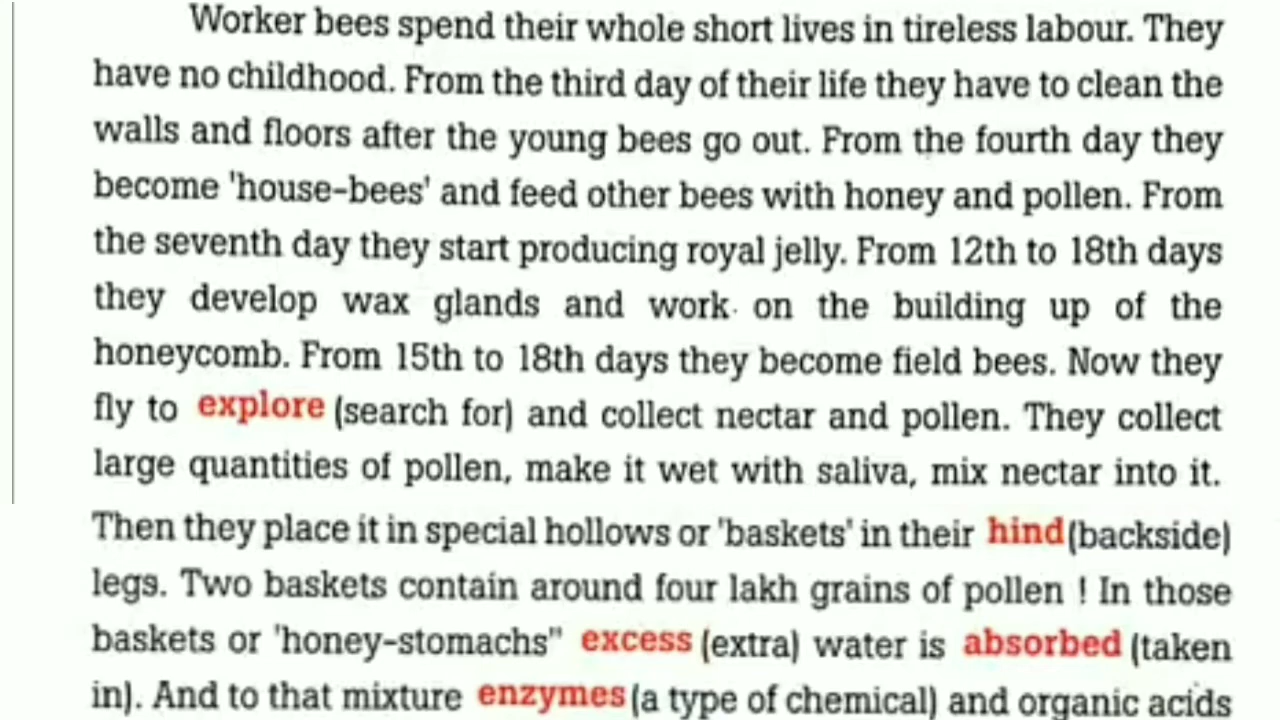 Worker bees spend their whole short lives in tireless labour. They
have no childhood. From the third day of their life they have to clean the
walls and floors after the young bees go out. From the fourth day they
become 'house-bees' and feed other bees with honey and pollen. From
the seventh day they start producing royal jelly. From 12th to 18th days
they develop wax glands and work on the building up of the
honeycomb. From 15th to 18th days they become field bees. Now they
fly to explore (search for) and collect nectar and pollen. They collect
large quantities of pollen, make it wet with saliva, mix nectar into it.
Then they place it in special hollows or 'baskets' in their hind (backside)
legs. Two baskets contain around four lakh grains of pollen ! In those
baskets or 'honey-stomachs" excess (extra) water is absorbed (taken
in). And to that mixture enzymes (a type of chemical) and organic acids